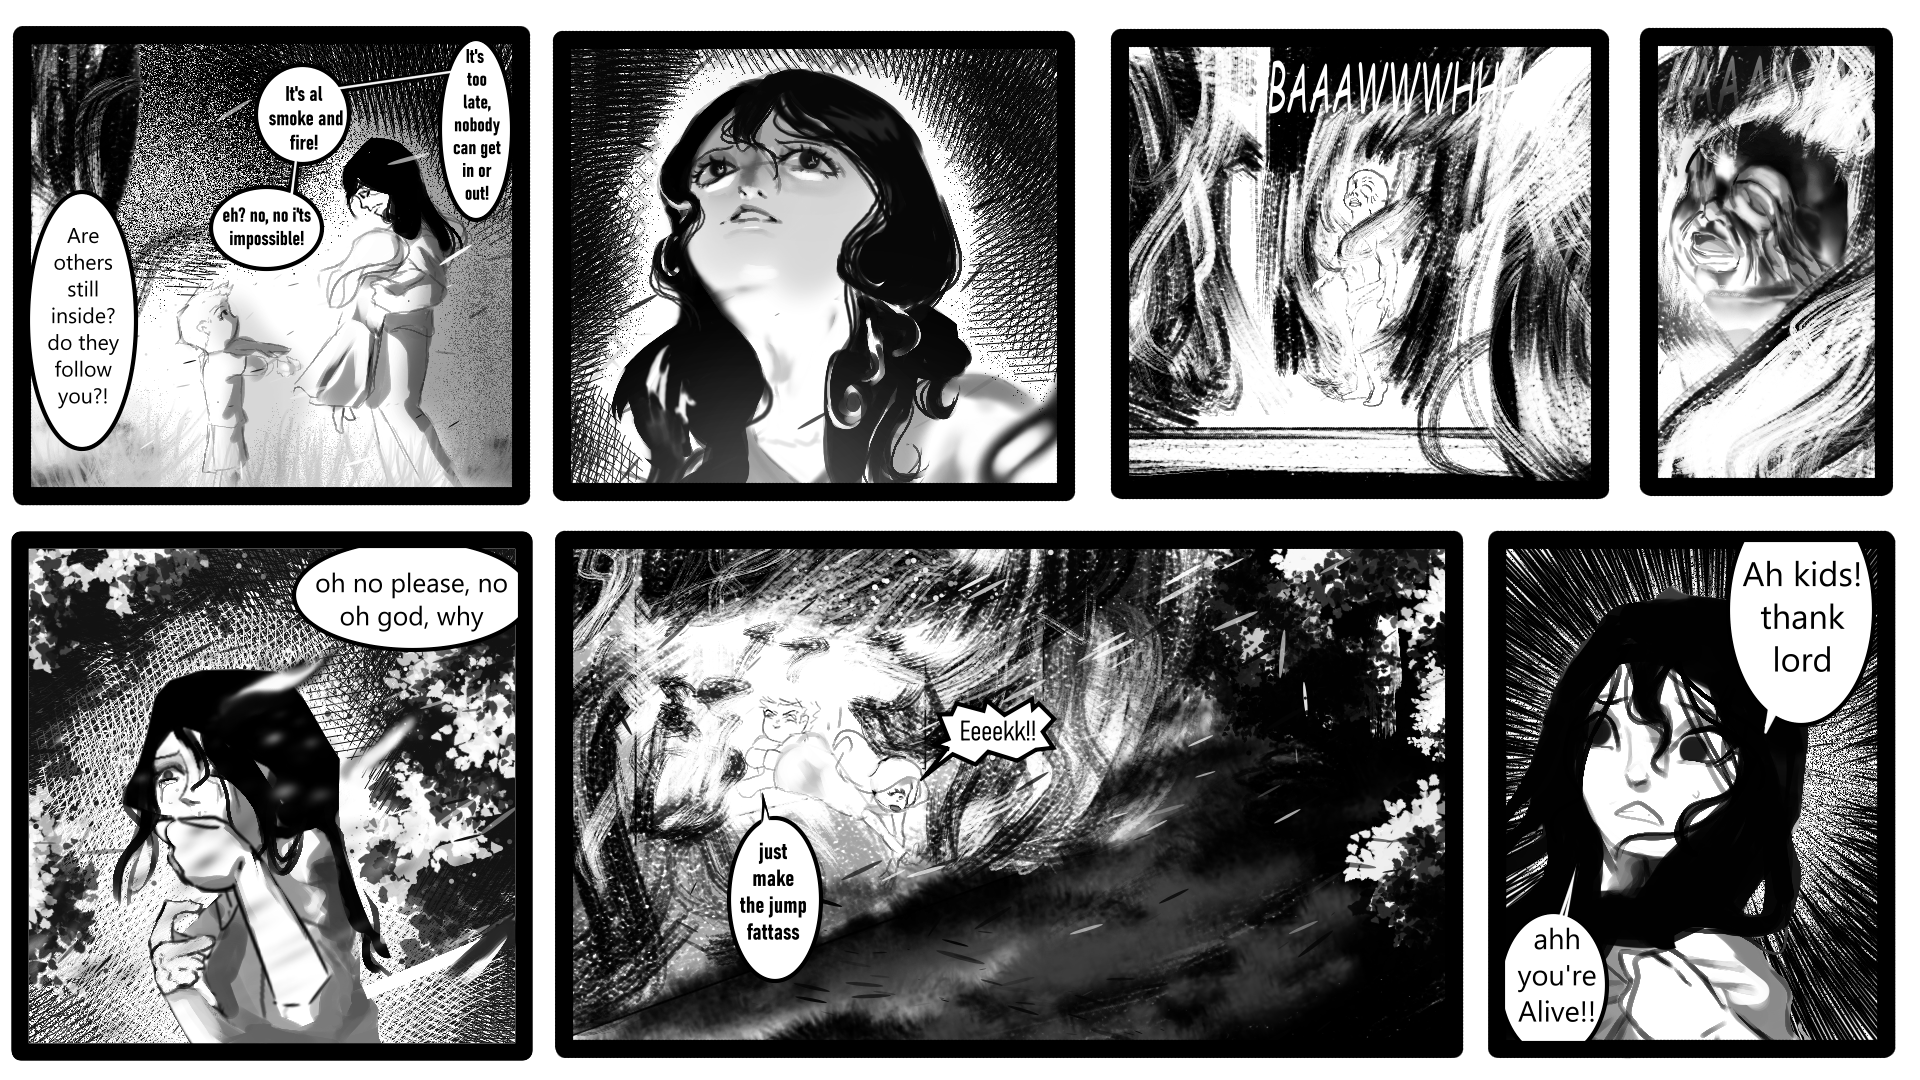 Are
others
still
inside?
do they
follow
you?!
eh? no, no i'ts
impossible!
It's al
smoke and
fire!
It's
too
late,
nobody
can get
in or
out!
BAAAWWWHHH
AAA
oh no please, no
oh god, why
Eeeekk!!
just
make
the jump
fattass
Ah kids!
thank
lord
ahh
you're
Alive!!